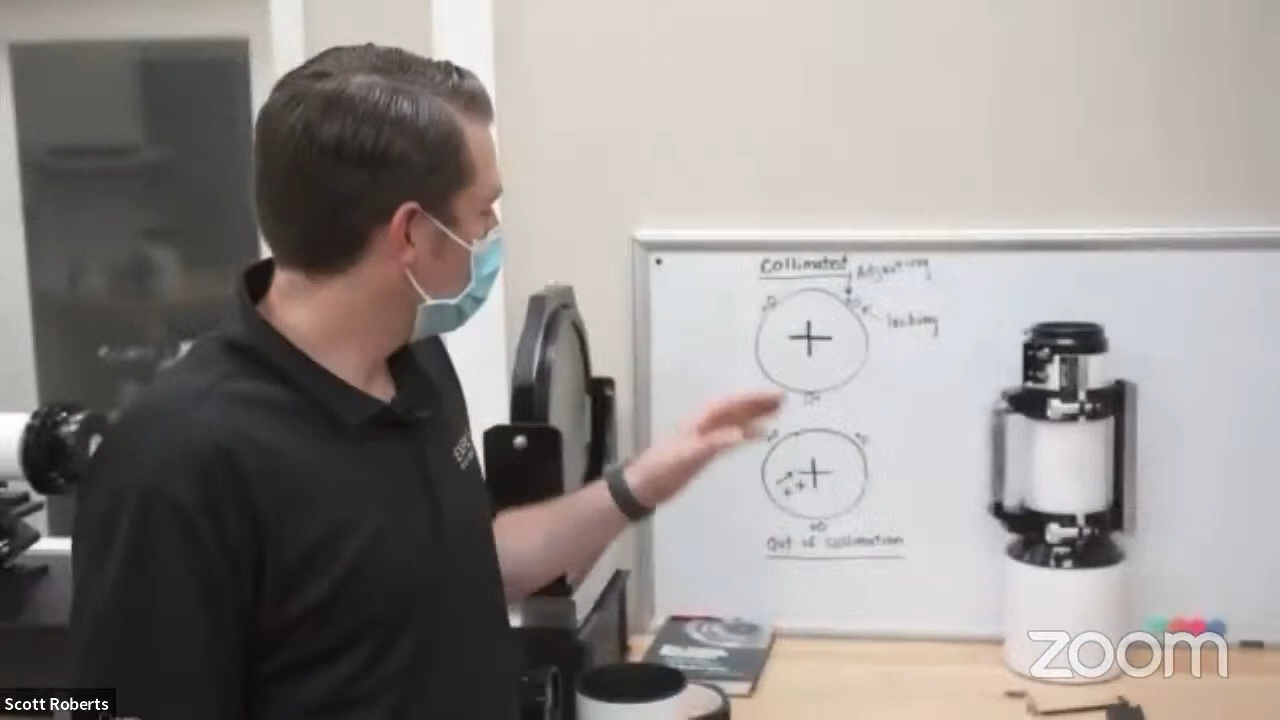 Collimated
Adjusting
locking
Out of collimation
Scott Roberts
zoom